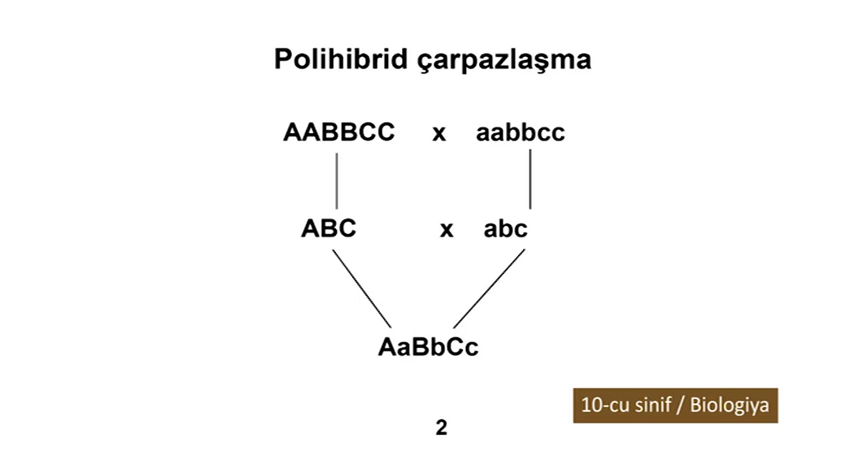 Polihibrid çarpazlaşma
AABBCC x aabbcc
ABC x abc
AaBbCc
10-cu sinif / Biologiya
2